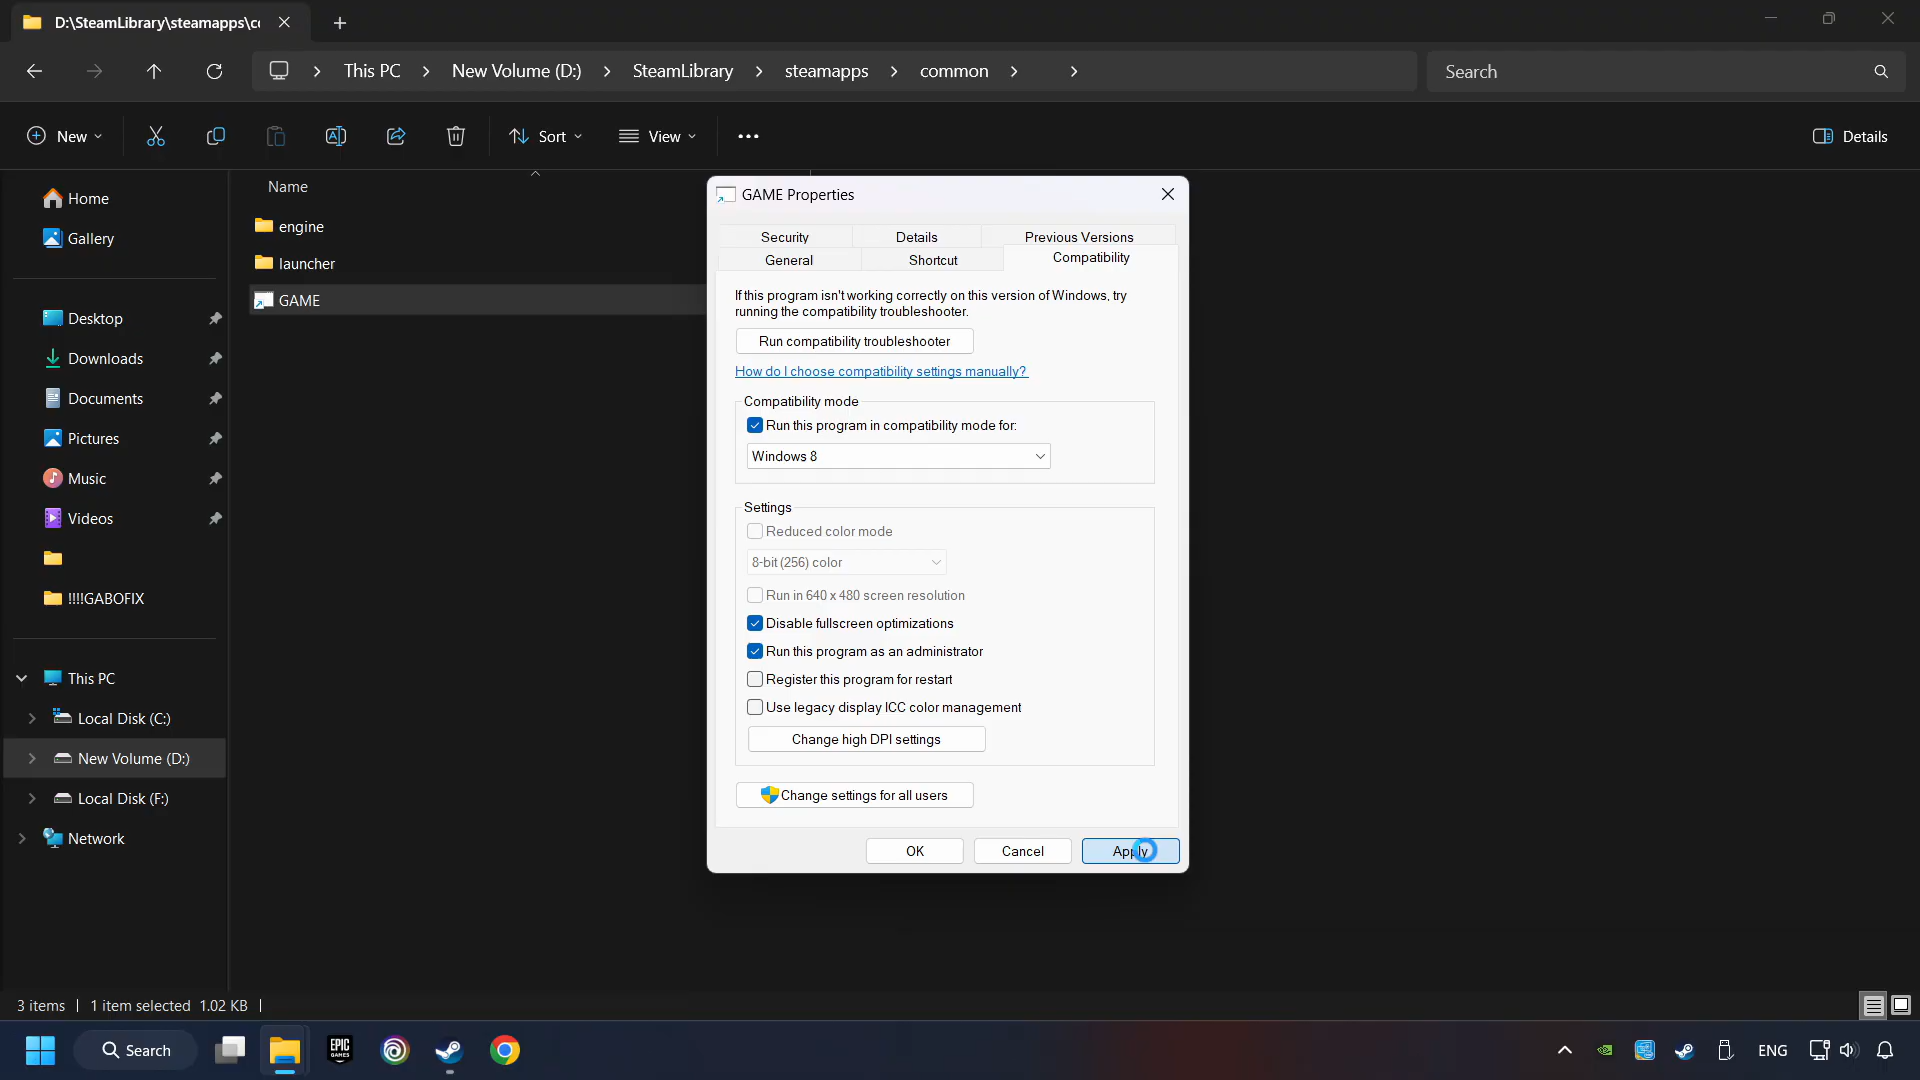 D:\SteamLibrary\steamapps\co
This PC
New Volume (D:)
SteamLibrary
steamapps
common
Search
New
Sort
View
Details
Home
Gallery
Desktop
Downloads
Documents
Pictures
Music
Videos
!!!!GABOFIX
This PC
Local Disk (C:)
New Volume (D:)
Local Disk (F:)
Network
Name
engine
launcher
GAME
GAME Properties
Security
Details
Previous Versions
General
Shortcut
Compatibility
If this program isn't working correctly on this version of Windows, try
running the compatibility troubleshooter.
Run compatibility troubleshooter
How do I choose compatibility settings manually?
Compatibility mode
Run this program in compatibility mode for:
Windows 8
Settings
Reduced color mode
8-bit (256) color
Run in 640 x 480 screen resolution
Disable fullscreen optimizations
Run this program as an administrator
Register this program for restart
Use legacy display ICC color management
Change high DPI settings
Change settings for all users
OK
Cancel
Apply
3 items
1 item selected 1.02 KB
Search
EPIC
GAMES
ENG